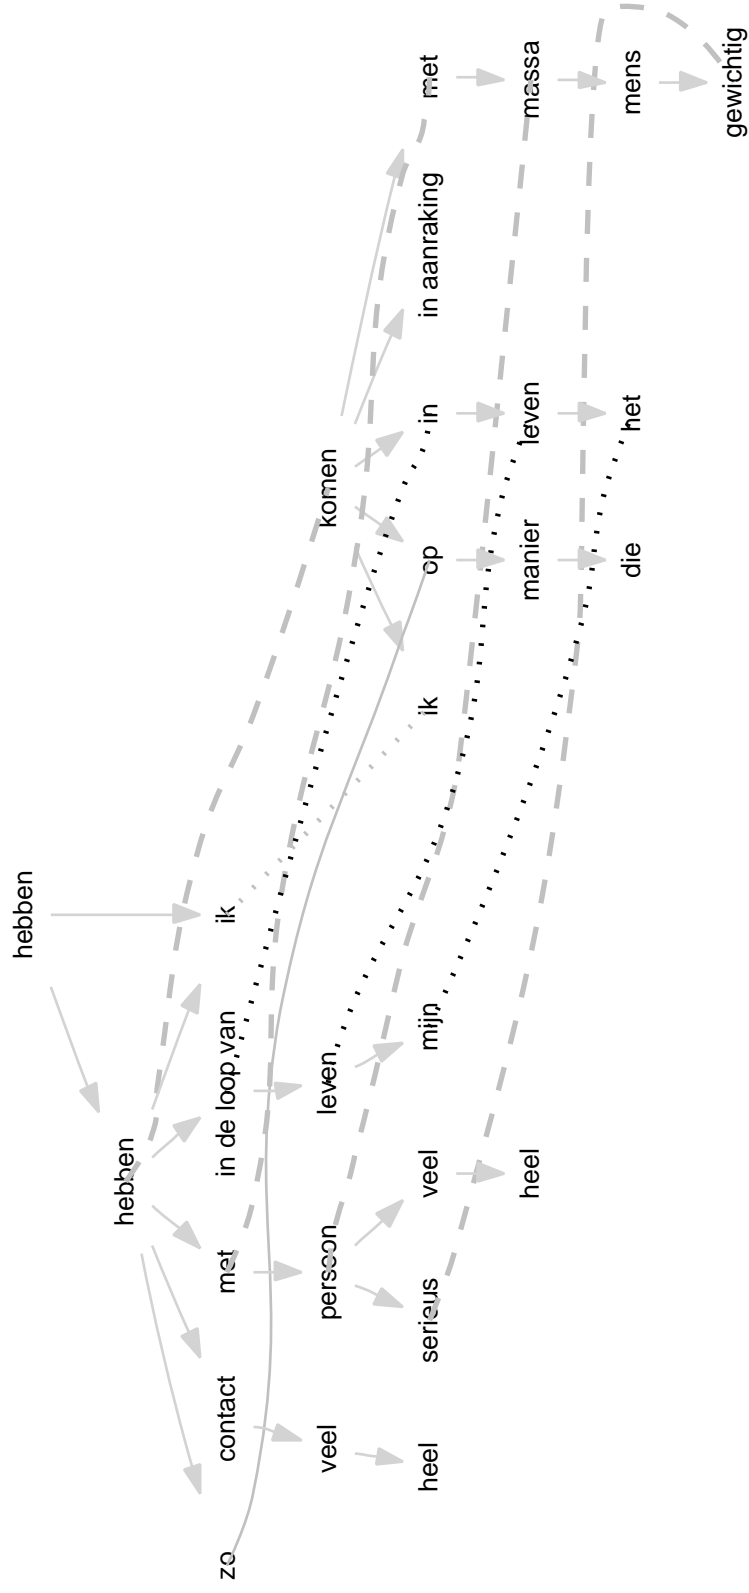 hebben
hebben
zo
contact
met
in de loop van
ik
veel
persoon
leven
komen
heel
serieus
veel
mijn
ik
op
in
in aanraking
met
heel
manier
leven
massa
die
het
mens
gewichtig